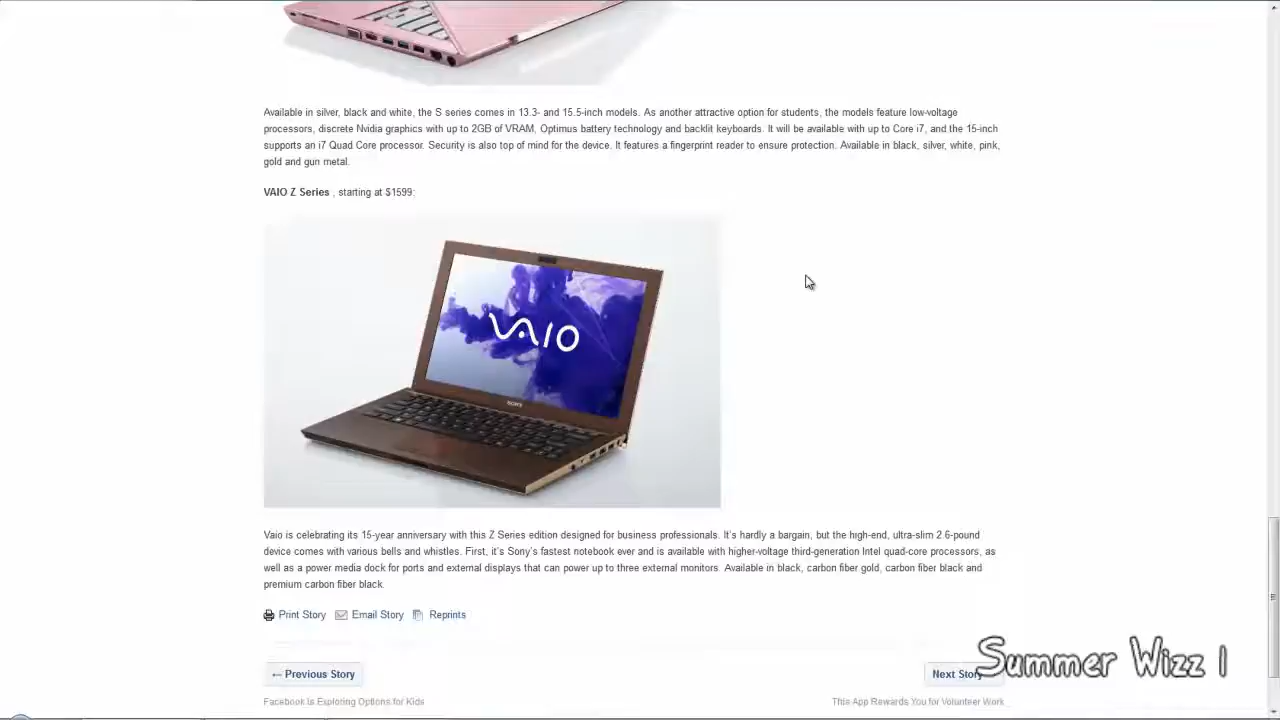 Available in silver, black and white, the S series comes in 13.3- and 15.5-inch models. As another attractive option for students, the models feature low-voltage
processors, discrete Nvidia graphics with up to 2GB of VRAM, Optimus battery technology and backlit keyboards. It will be available with up to Core i7, and the 15-inch
supports an i7 Quad Core processor. Security is also top of mind for the device. It features a fingerprint reader to ensure protection. Available in black, silver, white, pink,
gold and gun metal.
VAIO Z Series , starting at $1599:
VAIO
SONY
Vaio is celebrating its 15-year anniversary with this Z Series edition designed for business professionals. It's hardly a bargain, but the high-end, ultra-slim 2.6-pound
device comes with various bells and whistles. First, it's Sony's fastest notebook ever and is available with higher-voltage third-generation Intel quad-core processors, as
well as a power media dock for ports and external displays that can power up to three external monitors. Available in black, carbon fiber gold, carbon fiber black and
premium carbon fiber black.
Print Story Email Story Reprints
← Previous Story Next Story
Facebook Is Exploring Options for Kids This App Rewards You for Volunteer Work
Summer Wizz 1